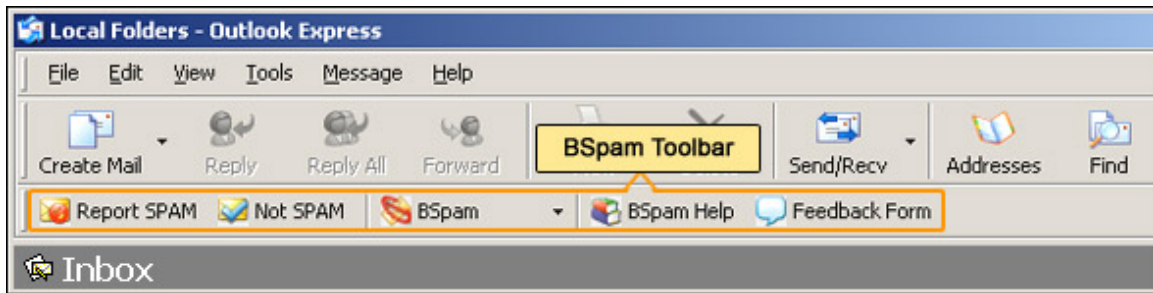 Local Folders - Outlook Express
File Edit View Tools Message Help
Create Mail Reply Reply All Forward BSpam Toolbar Send/Recv Addresses Find
Report SPAM Not SPAM BSpam BSpam Help Feedback Form
Inbox